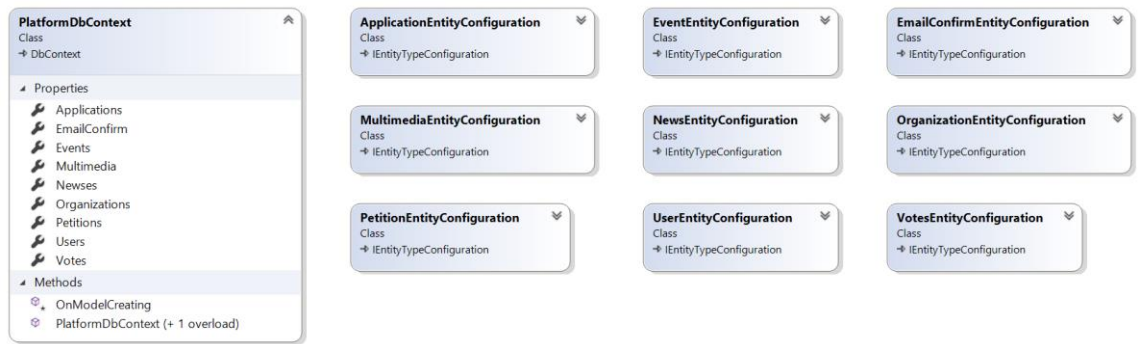 PlatformDbContext
Class
DbContext
Properties
Applications
EmailConfirm
Events
Multimedia
Newses
Organizations
Petitions
Users
Votes
Methods
OnModelCreating
PlatformDbContext (+ 1 overload)
ApplicationEntityConfiguration
Class
IEntityTypeConfiguration
EventEntityConfiguration
Class
IEntityTypeConfiguration
EmailConfirmEntityConfiguration
Class
IEntityTypeConfiguration
MultimediaEntityConfiguration
Class
IEntityTypeConfiguration
NewsEntityConfiguration
Class
IEntityTypeConfiguration
OrganizationEntityConfiguration
Class
IEntityTypeConfiguration
PetitionEntityConfiguration
Class
IEntityTypeConfiguration
UserEntityConfiguration
Class
IEntityTypeConfiguration
VotesEntityConfiguration
Class
IEntityTypeConfiguration